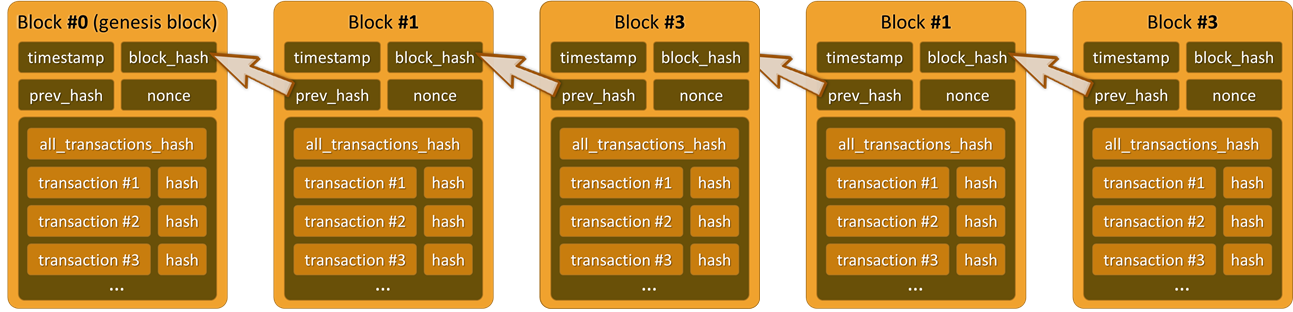 Block #0 (genesis block)
timestamp block_hash
prev_hash nonce
all_transactions_hash
transaction #1 hash
transaction #2 hash
transaction #3 hash
...
Block #1
timestamp block_hash
prev_hash nonce
all_transactions_hash
transaction #1 hash
transaction #2 hash
transaction #3 hash
...
Block #3
timestamp block_hash
prev_hash nonce
all_transactions_hash
transaction #1 hash
transaction #2 hash
transaction #3 hash
...
Block #1
timestamp block_hash
prev_hash nonce
all_transactions_hash
transaction #1 hash
transaction #2 hash
transaction #3 hash
...
Block #3
timestamp block_hash
prev_hash nonce
all_transactions_hash
transaction #1 hash
transaction #2 hash
transaction #3 hash
...